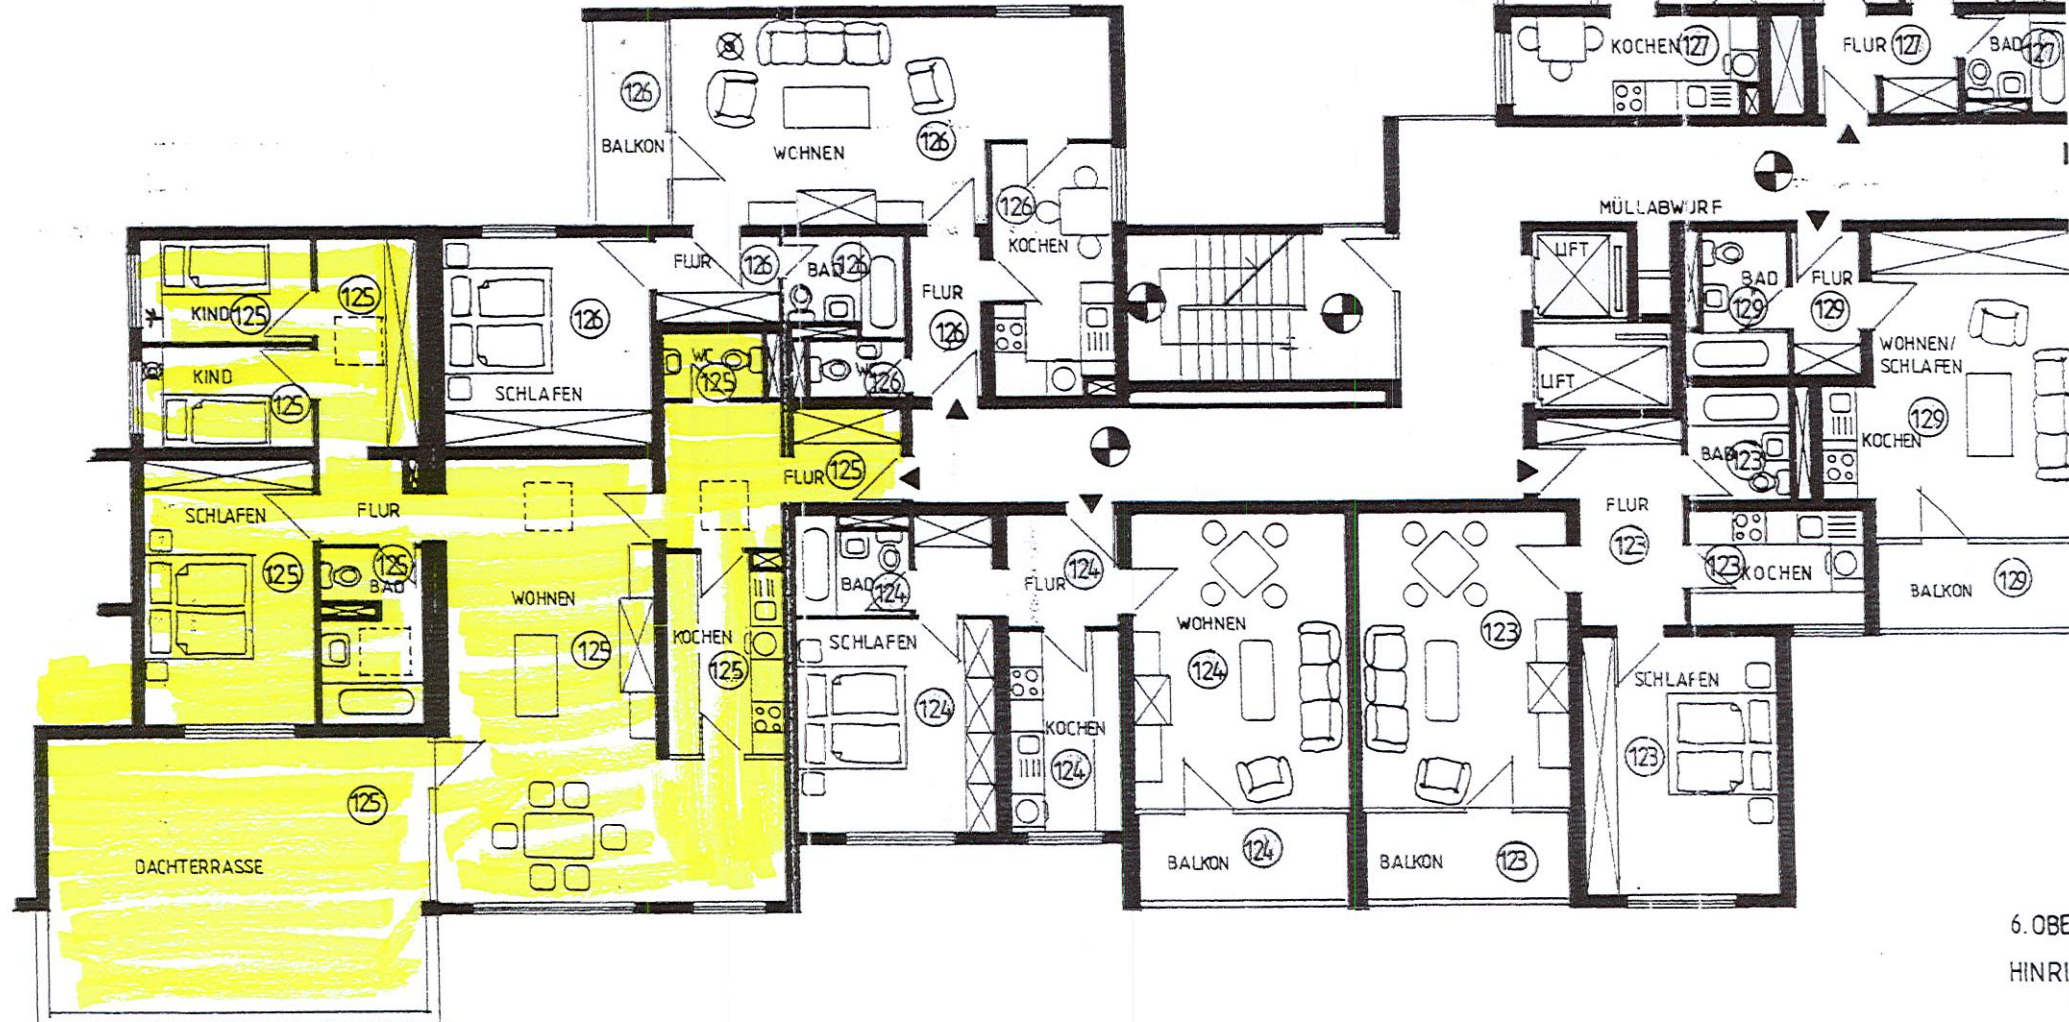 KOCHEN 127
FLUR 127
BAD 127
126
BALKON
WOHNEN 126
126
KOCHEN
MÜLLABWURF
LIFT
LIFT
KIND 125
125
KIND
125
126
SCHLAFEN
FLUR 126
BAD 126
FLUR
126
WC
125
WC
126
BAD
129
FLUR
129
WOHNEN/
SCHLAFEN
129
KOCHEN
BALKON 129
BAD 123
FLUR
123
123 KOCHEN
SCHLAFEN
123
FLUR 125
SCHLAFEN
125
FLUR
125
BAD
WOHNEN
125
KOCHEN
125
BAD 124
FLUR 124
SCHLAFEN
124
KOCHEN
124
WOHNEN
124
123
BALKON 124
BALKON 123
125
DACHTERRASSE
6. OBE
HINRI